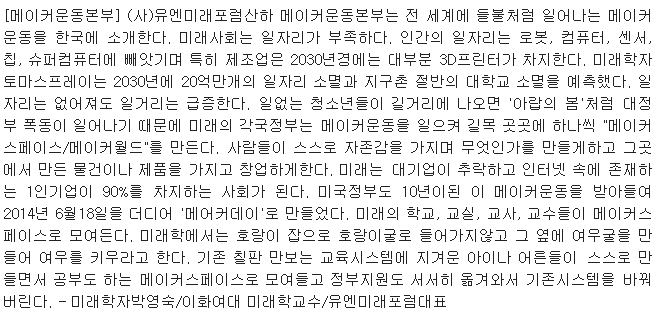 [메이커운동본부] (사)유엔미래포럼산하 메이커운동본부는 전 세계에 들불처럼 일어나는 메이커
운동을 한국에 소개한다. 미래사회는 일자리가 부족하다. 인간의 일자리는 로봇, 컴퓨터, 센서,
칩, 슈퍼컴퓨터에 빼앗기며 특히 제조업은 2030년경에는 대부분 3D프린터가 차지한다. 미래학자
토마스프레이는 2030년에 20억만개의 일자리 소멸과 지구촌 절반의 대학교 소멸을 예측했다. 일
자리는 없어져도 일거리는 급증한다. 일없는 청소년들이 길거리에 나오면 '아랍의 봄'처럼 대정
부 폭동이 일어나기 때문에 미래의 각국정부는 메이커운동을 일으켜 길목 곳곳에 하나씩 "메이커
스페이스/메이커월드"를 만든다. 사람들이 스스로 자존감을 가지며 무엇인가를 만들게하고 그곳
에서 만든 물건이나 제품을 가지고 창업하게한다. 미래는 대기업이 추락하고 인터넷 속에 존재하
는 1인기업이 90%를 차지하는 사회가 된다. 미국정부도 10년이된 이 메이커운동을 받아들여
2014년 6월18일을 더디어 '메어커데이'로 만들었다. 미래의 학교, 교실, 교사, 교수들이 메이커스
페이스로 모여든다. 미래학에서는 호랑이 잡으로 호랑이굴로 들어가지않고 그 옆에 여우굴을 만
들어 여우를 키우라고 한다. 기존 칠판 만보는 교육시스템에 지겨운 아이나 어른들이 스스로 만
들면서 공부도 하는 메이커스페이스로 모여들고 정부지원도 서서히 옮겨와서 기존시스템을 바꿔
버린다. - 미래학자박영숙/이화여대 미래학교수/유엔미래포럼대표